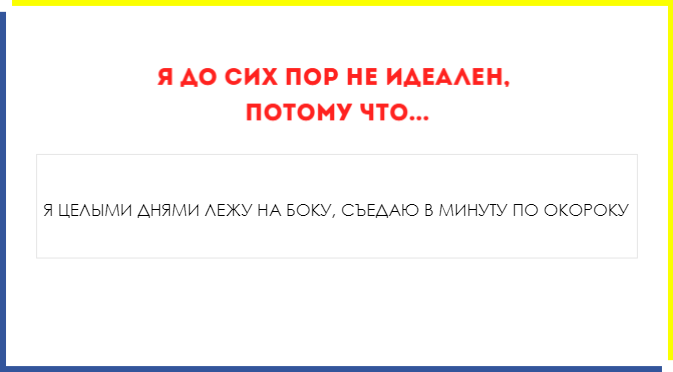 Я ДО СИХ ПОР НЕ ИДЕАЛЕН,
ПОТОМУ ЧТО...
Я ЦЕЛЫМИ ДНЯМИ ЛЕЖУ НА БОКУ, СЪЕДАЮ В МИНУТУ ПО ОКОРОКУ